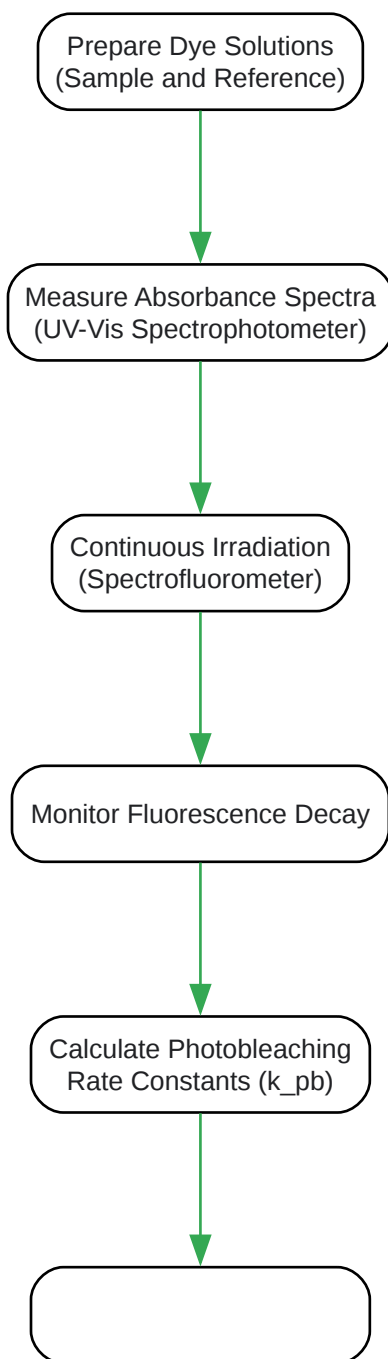 Prepare Dye Solutions
(Sample and Reference)
Measure Absorbance Spectra
(UV-Vis Spectrophotometer)
Continuous Irradiation
(Spectrofluorometer)
Monitor Fluorescence Decay
Calculate Photobleaching
Rate Constants (k_pb)